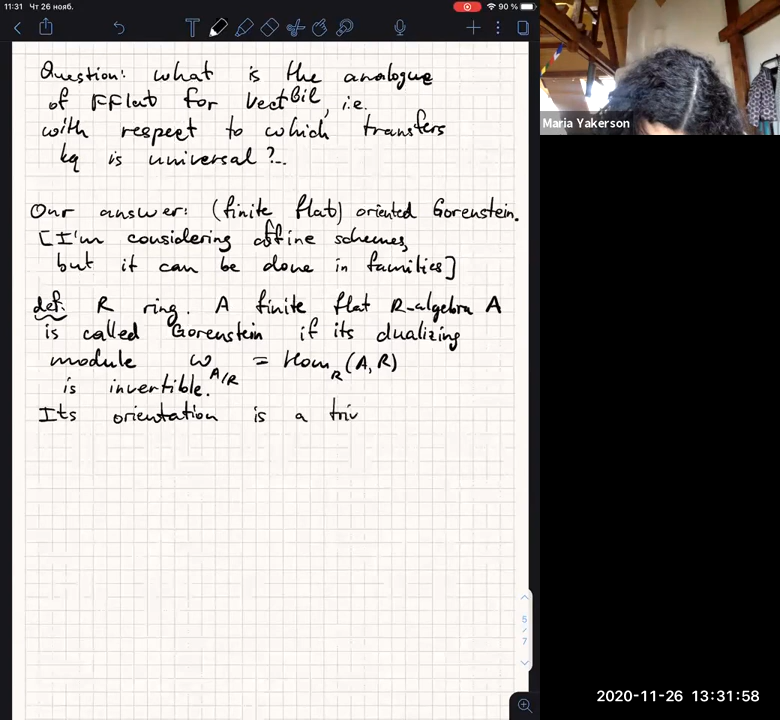 11:31 Чт 26 нояб.
90 %
Question: what is the analogue
of FFlat for Vect^bil, i.e.
with respect to which transfers
kq is universal?..
Our answer: (finite flat) oriented Gorenstein.
[I'm considering affine schemes,
but it can be done in families]
def: R ring. A finite flat R-algebra A
is called Gorenstein if its dualizing
module ω_A/R = Hom_R (A, R)
is invertible.
Its orientation is a triv
Maria Yakerson
5
/
7
2020-11-26 13:31:58